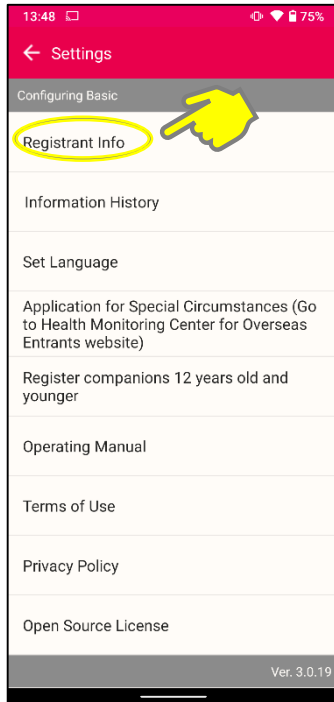 13:48 75%
Settings
Configuring Basic
Registrant Info
Information History
Set Language
Application for Special Circumstances (Go
to Health Monitoring Center for Overseas
Entrants website)
Register companions 12 years old and
younger
Operating Manual
Terms of Use
Privacy Policy
Open Source License
Ver. 3.0.19